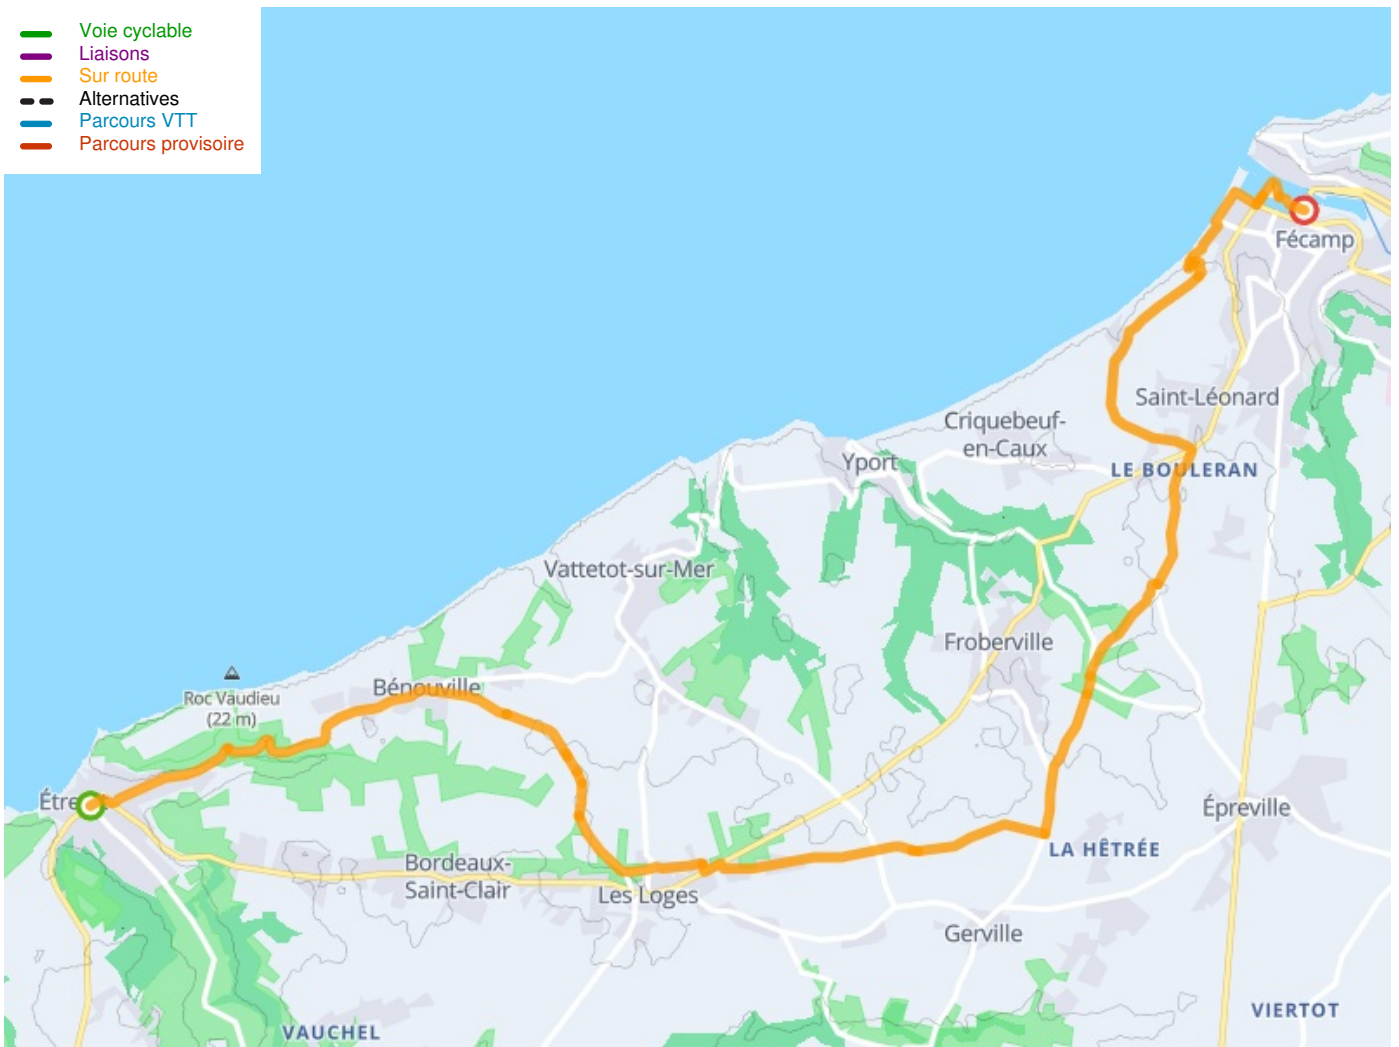 Voie cyclable
Liaisons
Sur route
Alternatives
Parcours VTT
Parcours provisoire
Fécamp
Saint-Léonard
Criquebeuf-
en-Caux
Yport
LE BOULERAN
Vattetot-sur-Mer
Froberville
Roc Vaudieu
(22 m)
Bénouville
Étre
Épreville
LA HÊTRÉE
Bordeaux-
Saint-Clair
Les Loges
Gerville
VIERTOT
VAUCHEL